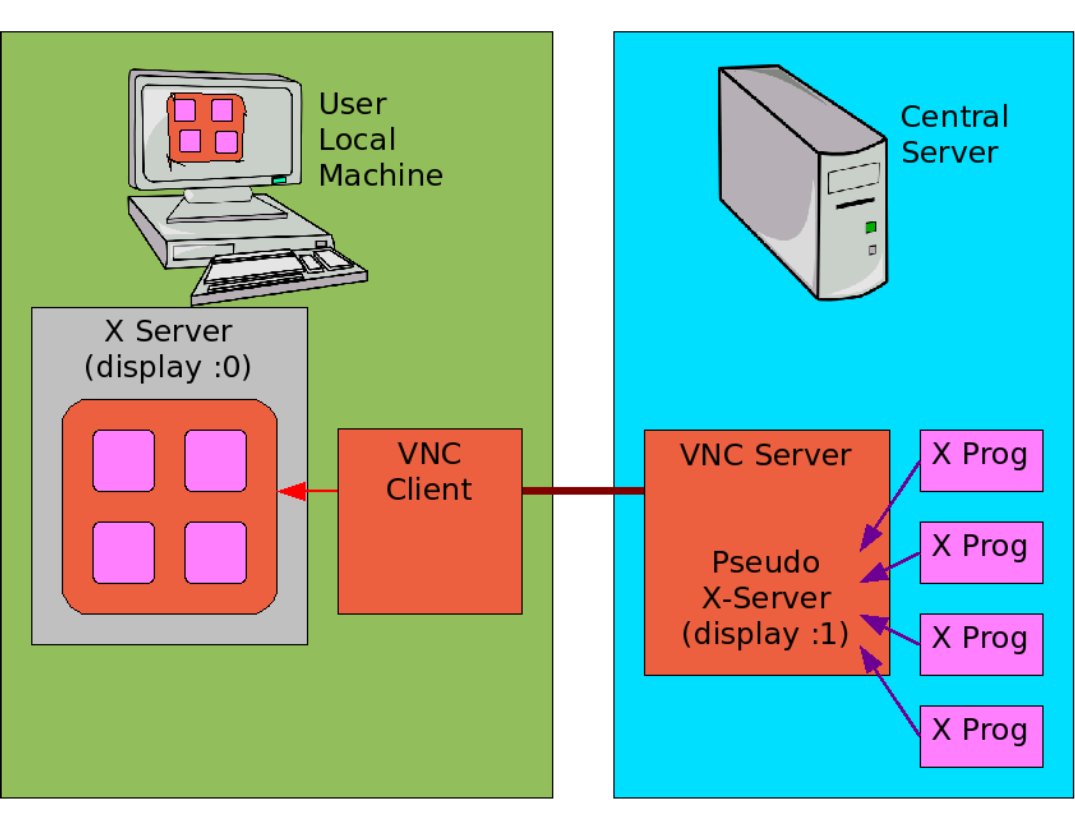 User
Local
Machine
Central
Server
X Server
(display :0)
VNC
Client
VNC Server
Pseudo
X-Server
(display :1)
X Prog
X Prog
X Prog
X Prog